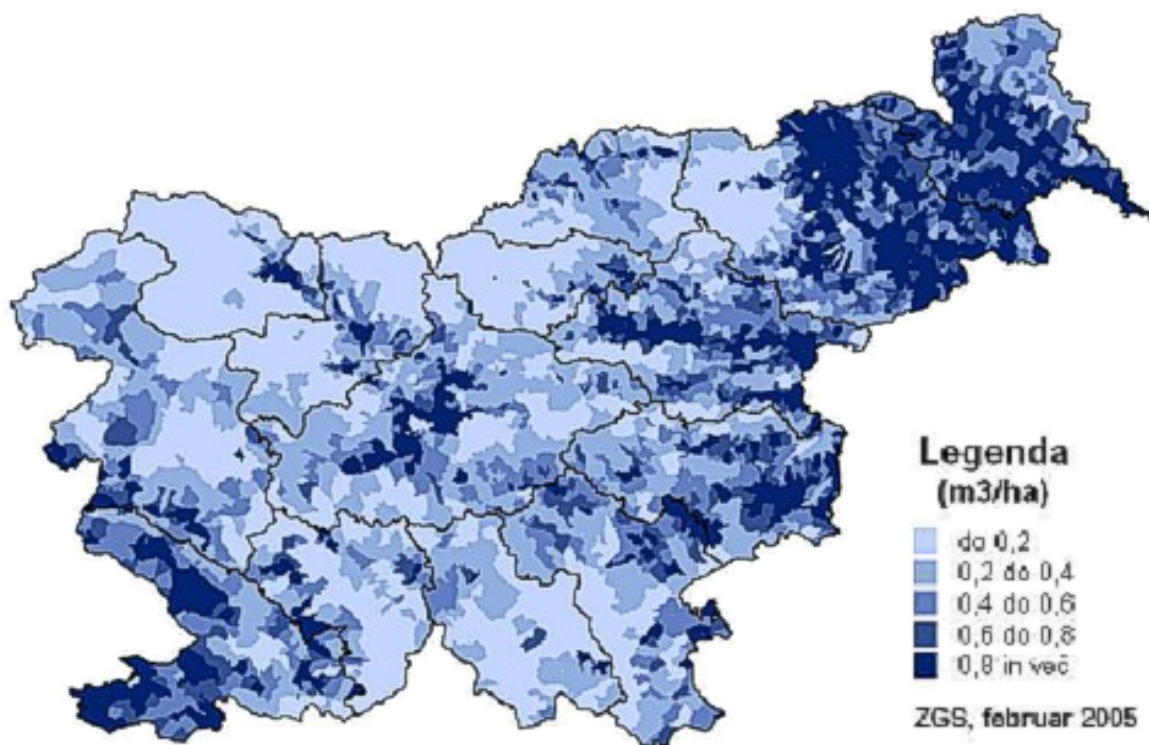 Legenda
(m3/ha)
do 0,2
0,2 do 0,4
0,4 do 0,6
0,6 do 0,8
0,8 in več
ZGS, februar 2005